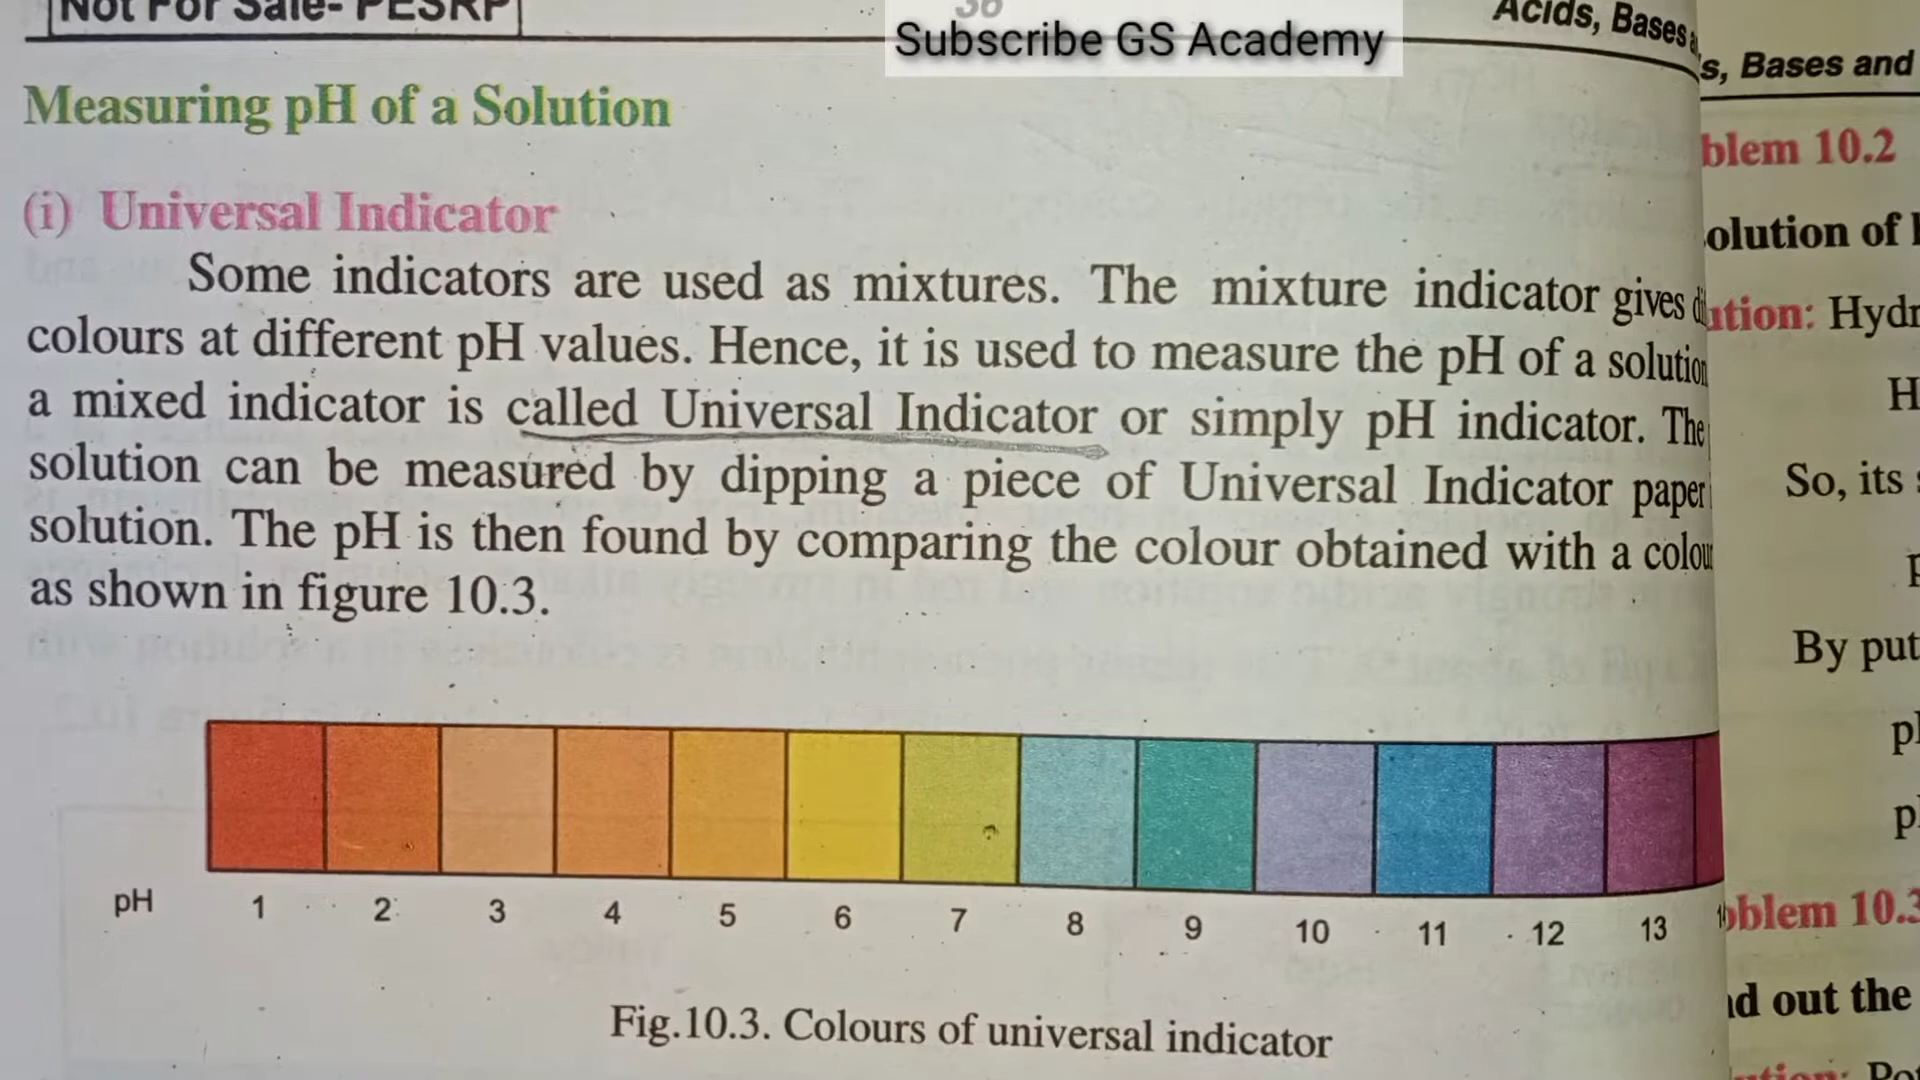 Not For Sale- PESRP
Subscribe GS Academy
Acids, Bases
Measuring pH of a Solution
(i) Universal Indicator
Some indicators are used as mixtures. The mixture indicator gives
colours at different pH values. Hence, it is used to measure the pH of a solution
a mixed indicator is called Universal Indicator or simply pH indicator. The
solution can be measured by dipping a piece of Universal Indicator paper
solution. The pH is then found by comparing the colour obtained with a colou
as shown in figure 10.3.
pH 1 2 3 4 5 6 7 8 9 10 11 12 13
Fig.10.3. Colours of universal indicator
s, Bases and
blem 10.2
olution of
ution: Hydr
H
So, its
By put
p
p
blem 10.3
d out the